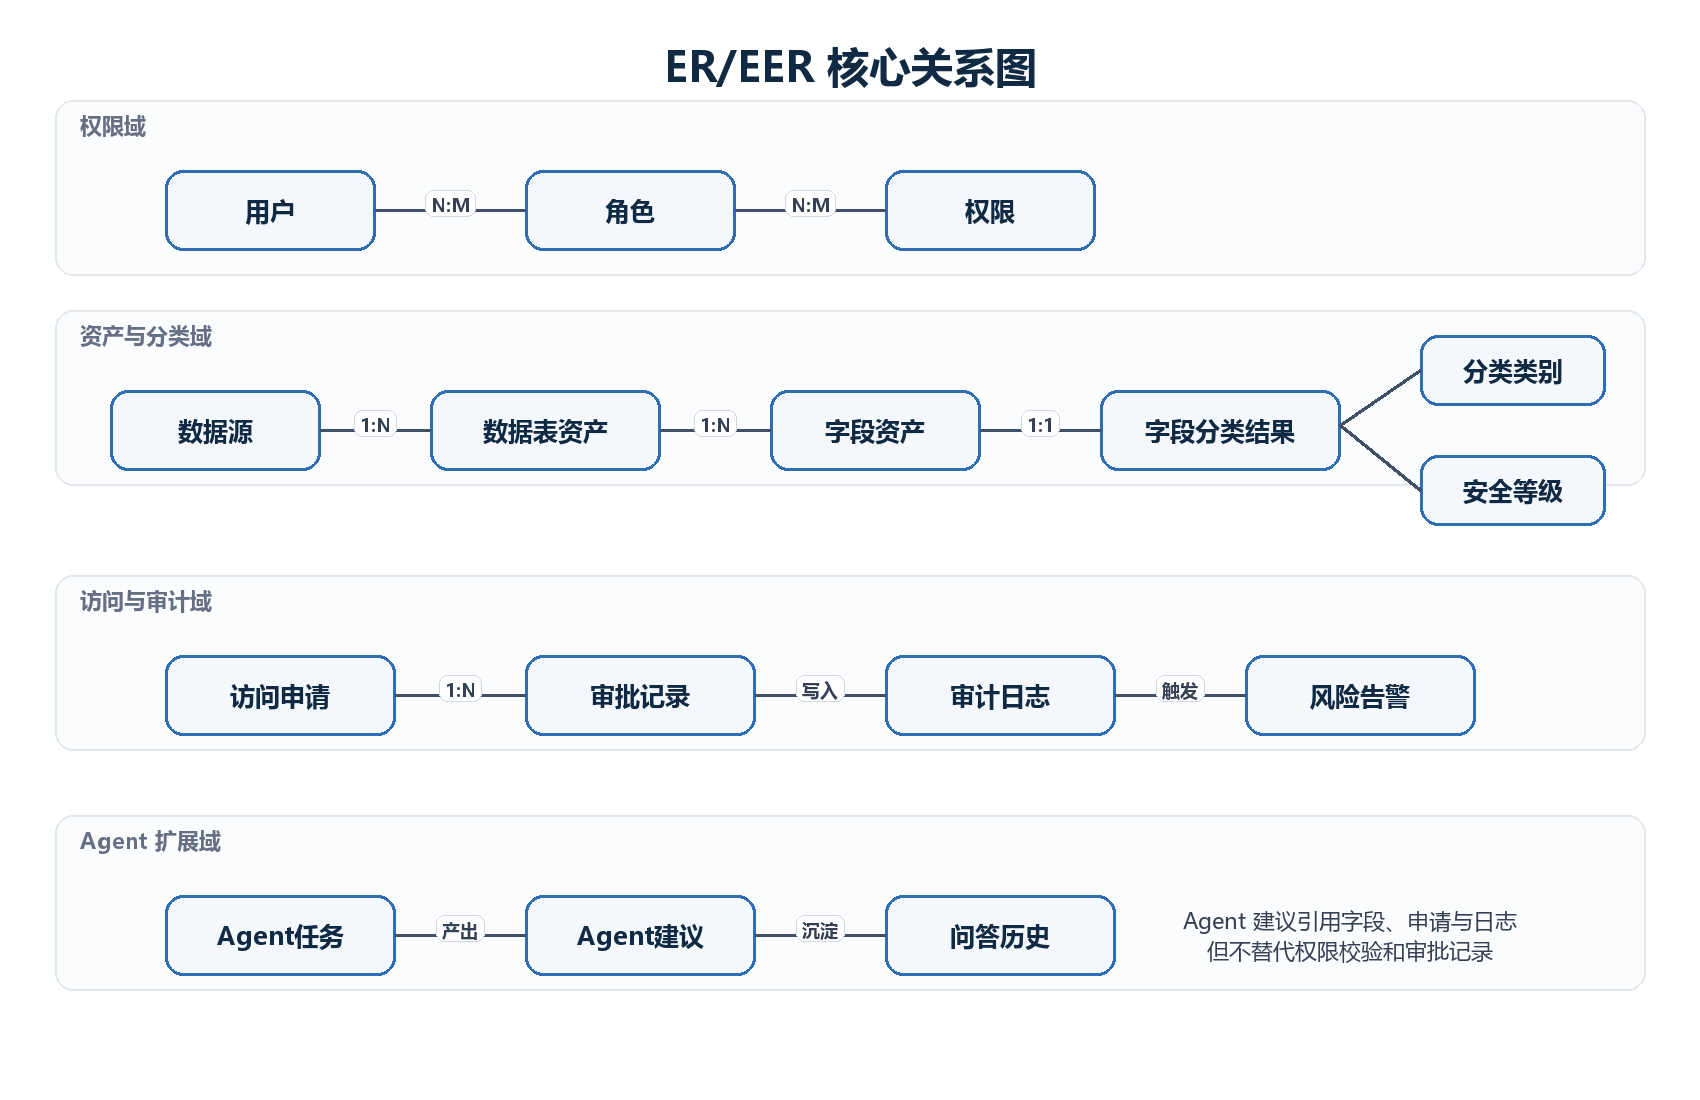 ER/EER 核心关系图
权限域
用户
N:M
角色
N:M
权限
资产与分类域
数据源
1:N
数据表资产
1:N
字段资产
1:1
字段分类结果
分类类别
安全等级
访问与审计域
访问申请
1:N
审批记录
写入
审计日志
触发
风险告警
Agent 扩展域
Agent任务
产出
Agent建议
沉淀
问答历史
Agent 建议引用字段、申请与日志
但不替代权限校验和审批记录